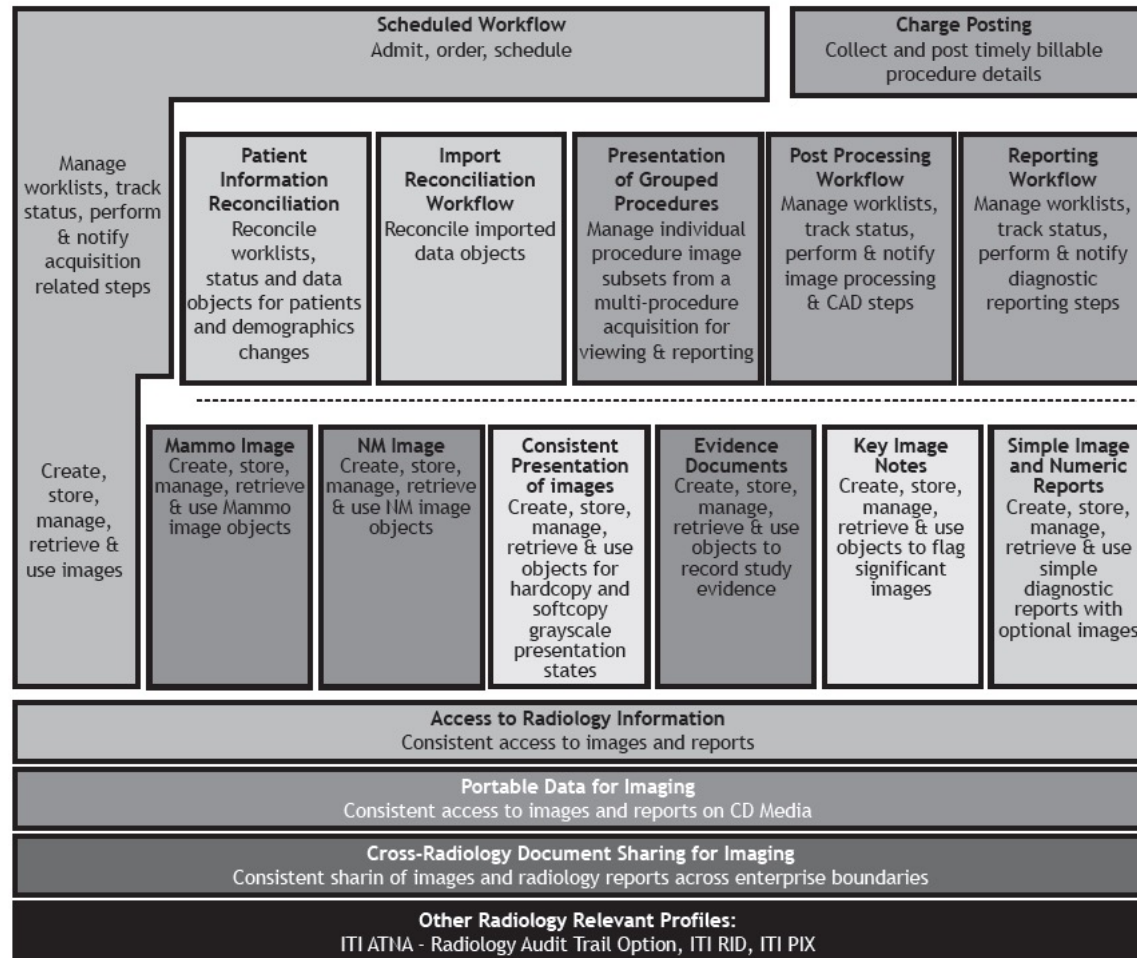 Scheduled Workflow
Admit, order, schedule
Charge Posting
Collect and post timely billable
procedure details
Manage
worklists, track
status, perform
& notify
acquisition
related steps
Patient
Information
Reconciliation
Reconcile
worklists,
status and data
objects for patients
and demographics
changes
Import
Reconciliation
Workflow
Reconcile imported
data objects
Presentation
of Grouped
Procedures
Manage individual
procedure image
subsets from a
multi-procedure
acquisition for
viewing & reporting
Post Processing
Workflow
Manage worklists,
track status,
perform & notify
image processing
& CAD steps
Reporting
Workflow
Manage worklists,
track status,
perform & notify
diagnostic
reporting steps
Create,
store,
manage,
retrieve &
use images
Mammo Image
Create, store,
manage, retrieve
& use Mammo
image objects
NM Image
Create, store,
manage, retrieve
& use NM image
objects
Consistent
Presentation
of images
Create, store,
manage,
retrieve & use
objects for
hardcopy and
softcopy
grayscale
presentation
states
Evidence
Documents
Create, store,
manage,
retrieve & use
objects to
record study
evidence
Key Image
Notes
Create, store,
manage,
retrieve & use
objects to flag
significant
images
Simple Image
and Numeric
Reports
Create, store,
manage,
retrieve & use
simple
diagnostic
reports with
optional images
Access to Radiology Information
Consistent access to images and reports
Portable Data for Imaging
Consistent access to images and reports on CD Media
Cross-Radiology Document Sharing for Imaging
Consistent sharin of images and radiology reports across enterprise boundaries
Other Radiology Relevant Profiles:
ITI ATNA - Radiology Audit Trail Option, ITI RID, ITI PIX